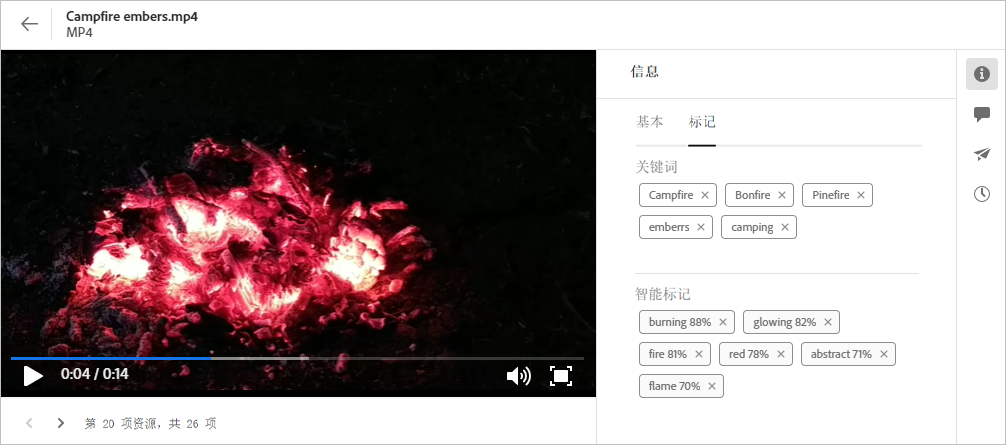 Campfire embers.mp4
MP4
信息
基本 标记
关键词
Campfire × Bonfire × Pinefire ×
emberrs × camping ×
智能标记
burning 88% × glowing 82% ×
fire 81% × red 78% × abstract 71% ×
flame 70% ×
0:04 / 0:14
第 20 项资源，共 26 项